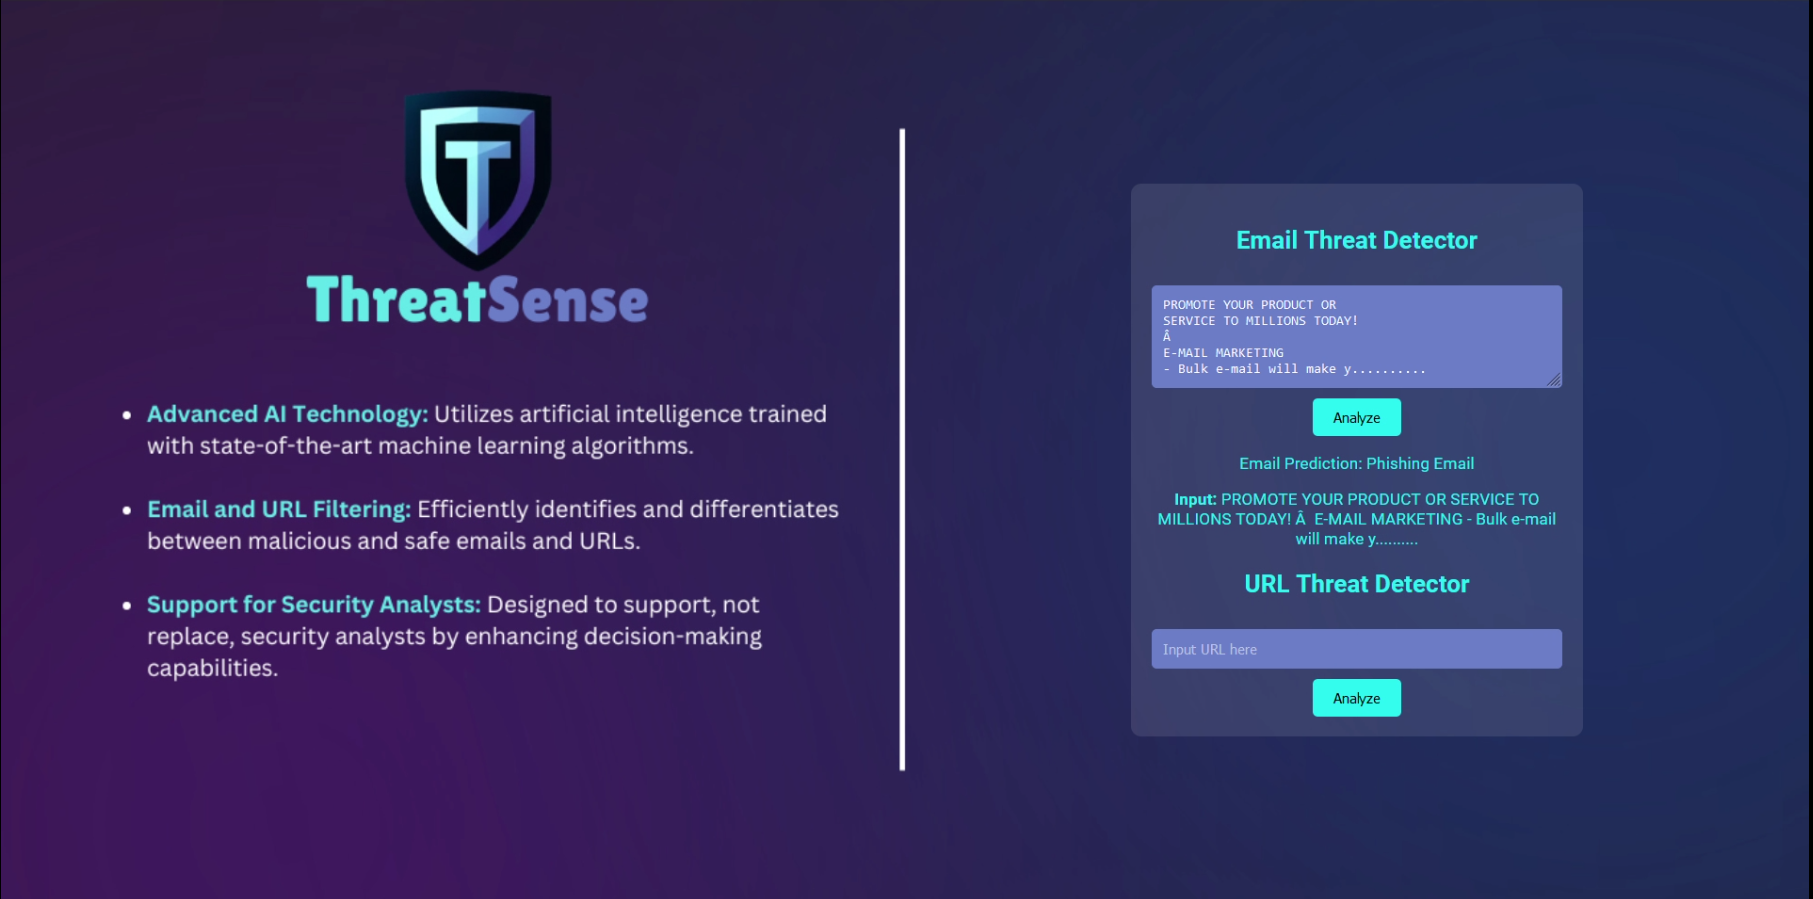 T
ThreatSense
• Advanced AI Technology: Utilizes artificial intelligence trained
with state-of-the-art machine learning algorithms.
• Email and URL Filtering: Efficiently identifies and differentiates
between malicious and safe emails and URLs.
• Support for Security Analysts: Designed to support, not
replace, security analysts by enhancing decision-making
capabilities.
Email Threat Detector
PROMOTE YOUR PRODUCT OR
SERVICE TO MILLIONS TODAY!
Â
E-MAIL MARKETING
- Bulk e-mail will make y..........
Analyze
Email Prediction: Phishing Email
Input: PROMOTE YOUR PRODUCT OR SERVICE TO
MILLIONS TODAY! Â E-MAIL MARKETING - Bulk e-mail
will make y..........
URL Threat Detector
Input URL here
Analyze